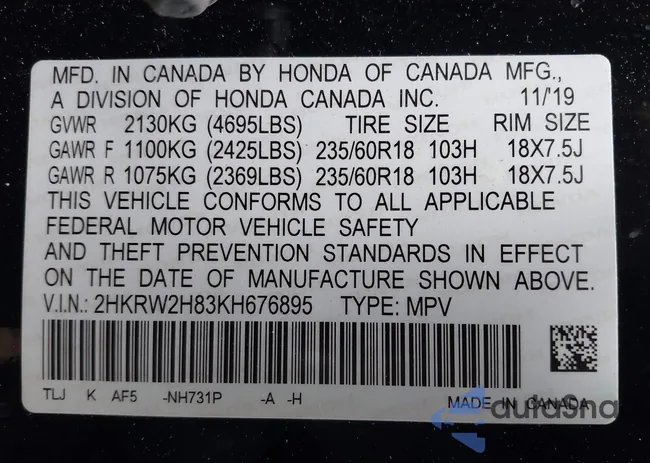 MFD. IN CANADA BY HONDA OF CANADA MFG.,
A DIVISION OF HONDA CANADA INC. 11/'19
GVWR 2130KG (4695LBS) TIRE SIZE RIM SIZE
GAWR F 1100KG (2425LBS) 235/60R18 103H 18X7.5J
GAWR R 1075KG (2369LBS) 235/60R18 103H 18X7.5J
THIS VEHICLE CONFORMS TO ALL APPLICABLE
FEDERAL MOTOR VEHICLE SAFETY
AND THEFT PREVENTION STANDARDS IN EFFECT
ON THE DATE OF MANUFACTURE SHOWN ABOVE.
V.I.N.: 2HKRW2H83KH676895 TYPE: MPV
TLJ K AF5 -NH731P -A -H MADE IN CANADA